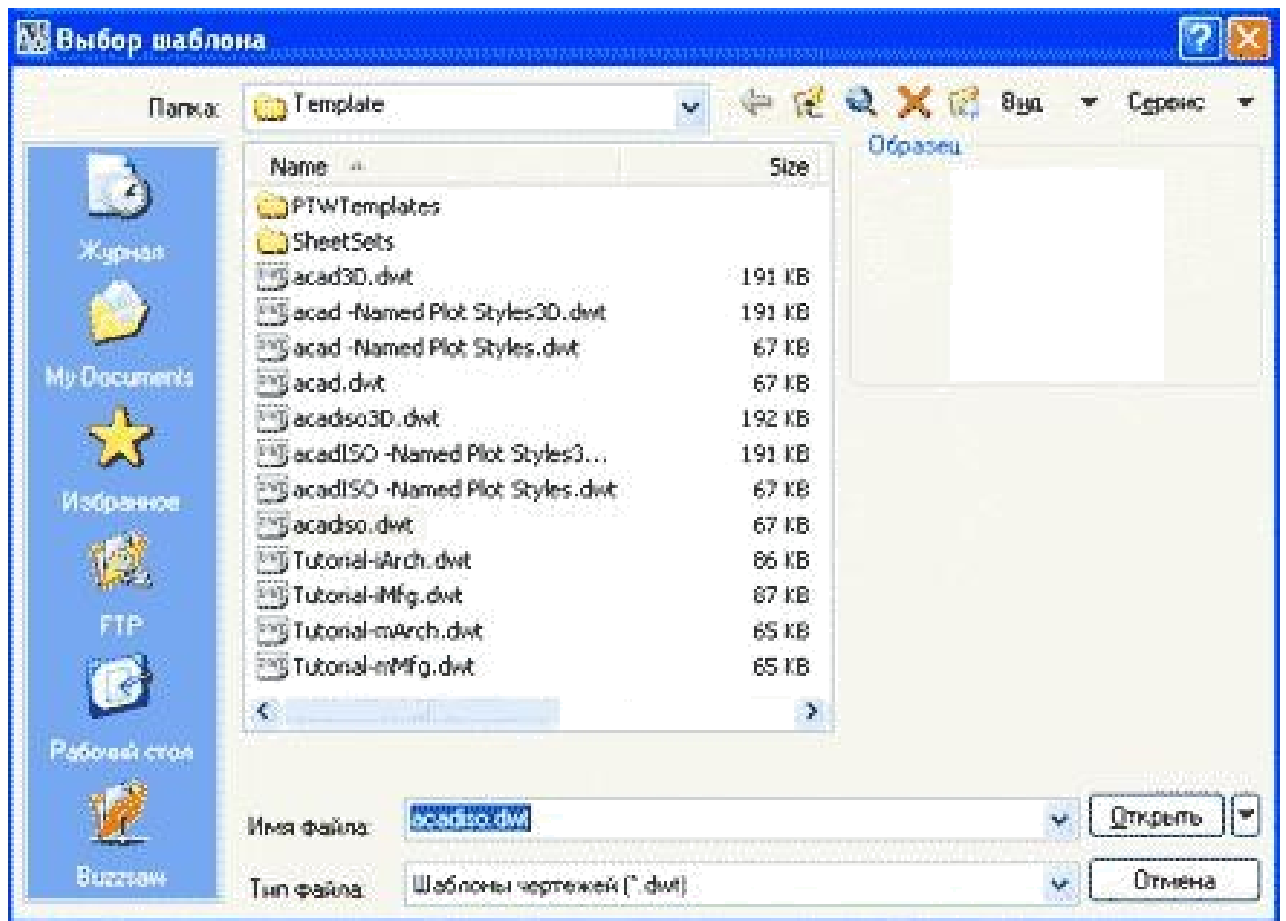 Выбор шаблона
Папка:
Template
Вид
Сервис
Журнал
My Documents
Избранное
FTP
Рабочий стол
Buzzsaw
Name Size
PTWTemplates
SheetSets
acad3D.dwt 191 KB
acad -Named Plot Styles3D.dwt 191 KB
acad -Named Plot Styles.dwt 67 KB
acad.dwt 67 KB
acadiso3D.dwt 192 KB
acadISO -Named Plot Styles3... 191 KB
acadISO -Named Plot Styles.dwt 67 KB
acadiso.dwt 67 KB
Tutorial-iArch.dwt 86 KB
Tutorial-iMfg.dwt 87 KB
Tutorial-mArch.dwt 65 KB
Tutorial-mMfg.dwt 65 KB
Образец
Имя файла:
acadiso.dwt
Открыть
Тип файла:
Шаблоны чертежей (*.dwt)
Отмена